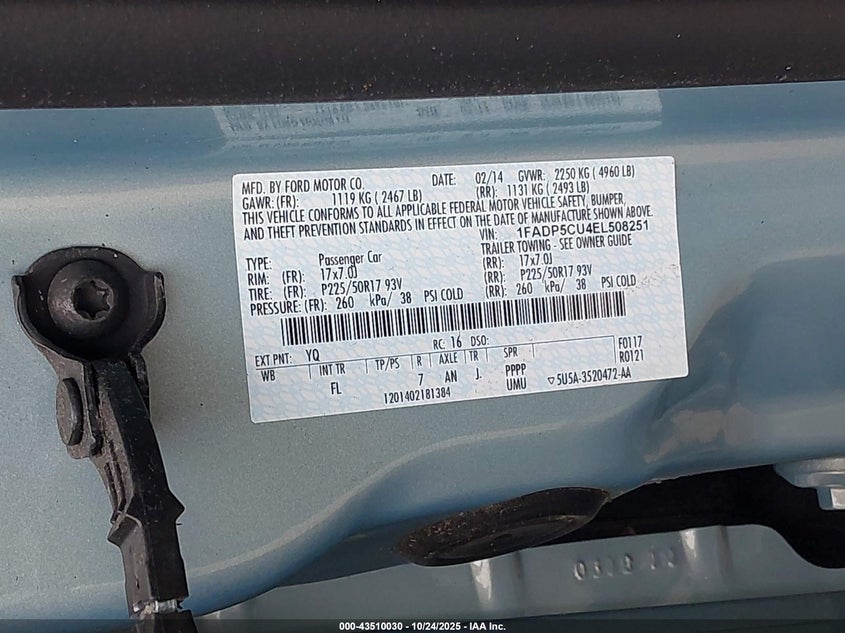 MFD. BY FORD MOTOR CO. DATE: 02/14 GVWR: 2250 KG ( 4960 LB)
GAWR: (FR): 1119 KG ( 2467 LB) (RR): 1131 KG ( 2493 LB)
THIS VEHICLE CONFORMS TO ALL APPLICABLE FEDERAL MOTOR VEHICLE SAFETY, BUMPER,
AND THEFT PREVENTION STANDARDS IN EFFECT ON THE DATE OF MANUFACTURE SHOWN ABOVE.
VIN: 1FADP5CU4EL508251
TYPE: Passenger Car TRAILER TOWING - SEE OWNER GUIDE
RIM: (FR): 17x7.0J (RR): 17x7.0J
TIRE: (FR): P225/50R17 93V (RR): P225/50R17 93V
PRESSURE: (FR): 260 kPa/ 38 PSI COLD (RR): 260 kPa/ 38 PSI COLD
EXT PNT: YQ RC: 16 DSO: F0117
R0121
WB INT TR TP/PS R AXLE TR SPR
FL 7 AN J PPPP
UMU
1201402181384
5U5A-3520472-AA
000-43510030 - 10/24/2025 - IAA Inc.